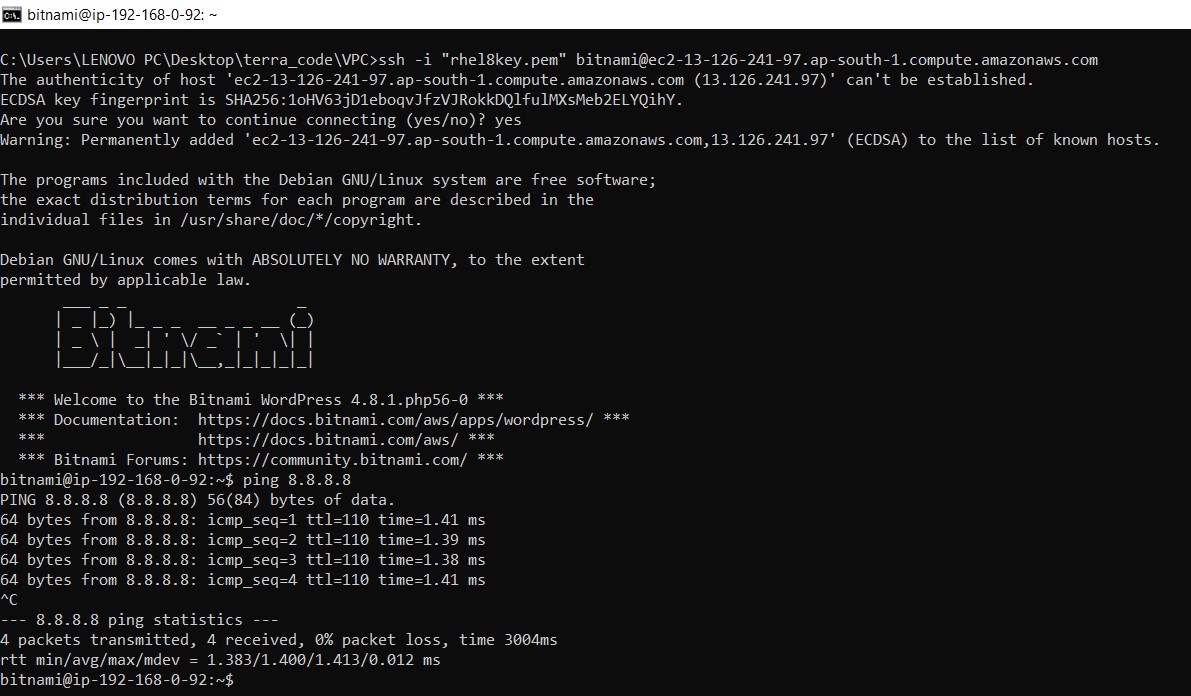 bitnami@ip-192-168-0-92: ~
C:\Users\LENOVO PC\Desktop\terra_code\VPC>ssh -i "rhel8key.pem" bitnami@ec2-13-126-241-97.ap-south-1.compute.amazonaws.com
The authenticity of host 'ec2-13-126-241-97.ap-south-1.compute.amazonaws.com (13.126.241.97)' can't be established.
ECDSA key fingerprint is SHA256:1oHV63jD1eboqvJfzVJRokkDQlfulMXsMeb2ELYQihY.
Are you sure you want to continue connecting (yes/no)? yes
Warning: Permanently added 'ec2-13-126-241-97.ap-south-1.compute.amazonaws.com,13.126.241.97' (ECDSA) to the list of known hosts.
The programs included with the Debian GNU/Linux system are free software;
the exact distribution terms for each program are described in the
individual files in /usr/share/doc/*/copyright.
Debian GNU/Linux comes with ABSOLUTELY NO WARRANTY, to the extent
permitted by applicable law.
Bitnami
*** Welcome to the Bitnami WordPress 4.8.1.php56-0 ***
*** Documentation:  https://docs.bitnami.com/aws/apps/wordpress/ ***
***                 https://docs.bitnami.com/aws/ ***
*** Bitnami Forums: https://community.bitnami.com/ ***
bitnami@ip-192-168-0-92:~$ ping 8.8.8.8
PING 8.8.8.8 (8.8.8.8) 56(84) bytes of data.
64 bytes from 8.8.8.8: icmp_seq=1 ttl=110 time=1.41 ms
64 bytes from 8.8.8.8: icmp_seq=2 ttl=110 time=1.39 ms
64 bytes from 8.8.8.8: icmp_seq=3 ttl=110 time=1.38 ms
64 bytes from 8.8.8.8: icmp_seq=4 ttl=110 time=1.41 ms
^C
--- 8.8.8.8 ping statistics ---
4 packets transmitted, 4 received, 0% packet loss, time 3004ms
rtt min/avg/max/mdev = 1.383/1.400/1.413/0.012 ms
bitnami@ip-192-168-0-92:~$